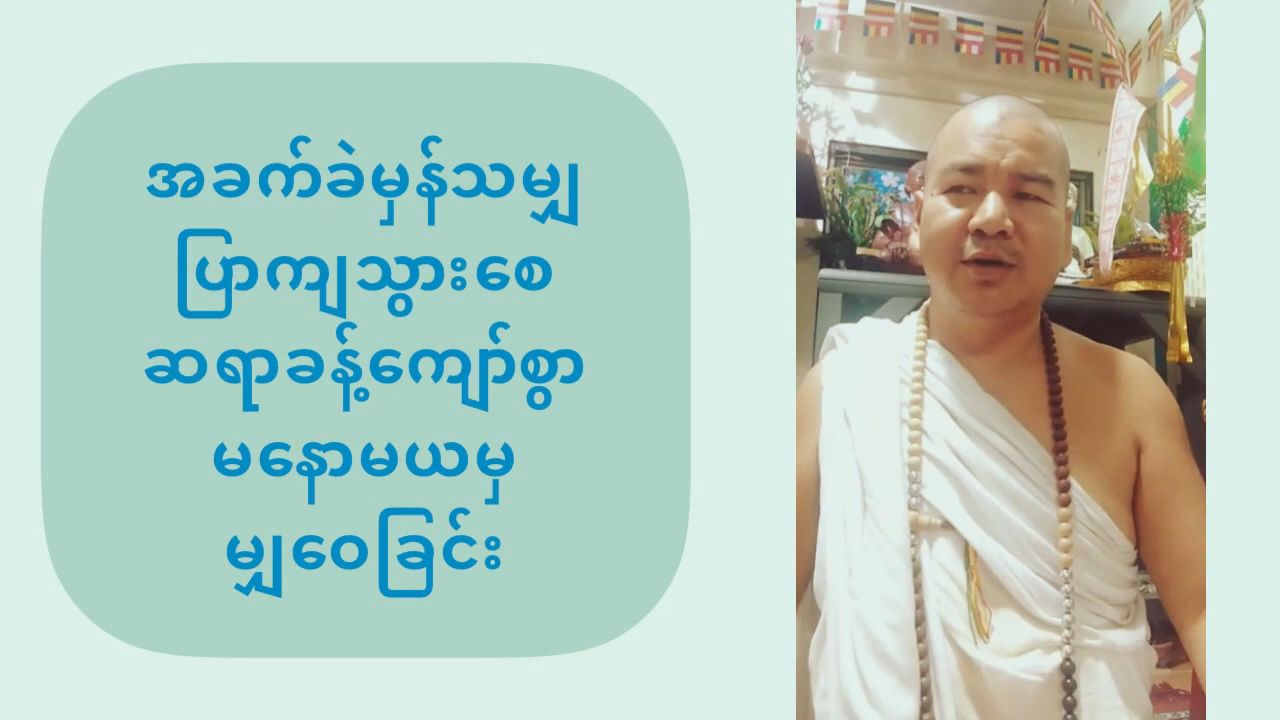 အခက်ခဲမှန်သမျှ
ပြာကျသွားစေ
ဆရာခန့်ကျော်စွာ
မနောမယမှ
မျှဝေခြင်း